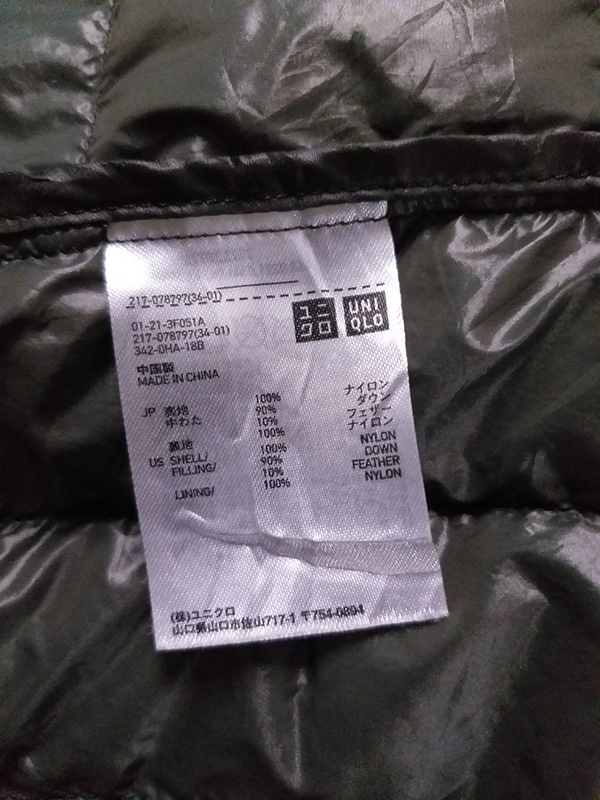 217-078797(34-01)
ユニ
クロ
UNI
QLO
01-21-3F051A
217-078797(34-01)
342-0HA-18B
中国製
MADE IN CHINA
JP 表地 100% ナイロン
中わた 90% ダウン
10% フェザー
裏地 100% ナイロン
US SHELL/ 100% NYLON
FILLING/ 90% DOWN
10% FEATHER
LINING/ 100% NYLON
(株)ユニクロ
山口県山口市佐山717-1 〒754-0894